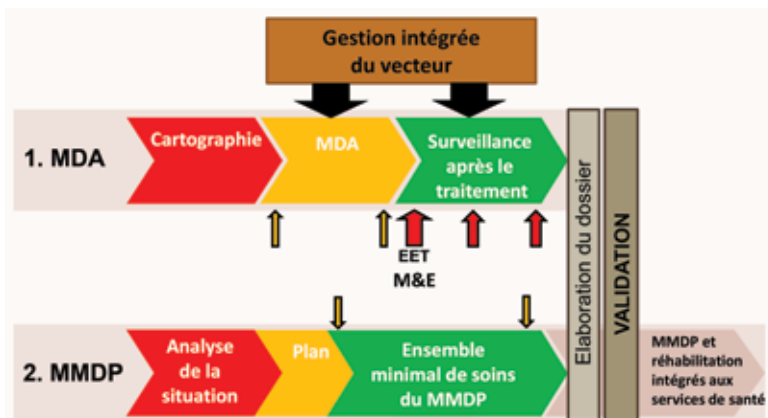 Gestion intégrée
du vecteur
1. MDA
Cartographie
MDA
Surveillance
après le
traitement
EET
M&E
2. MMDP
Analyse
de la
situation
Plan
Ensemble
minimal de soins
du MMDP
Elaboration du dossier
VALIDATION
MMDP et
réhabilitation
intégrés aux
services de santé